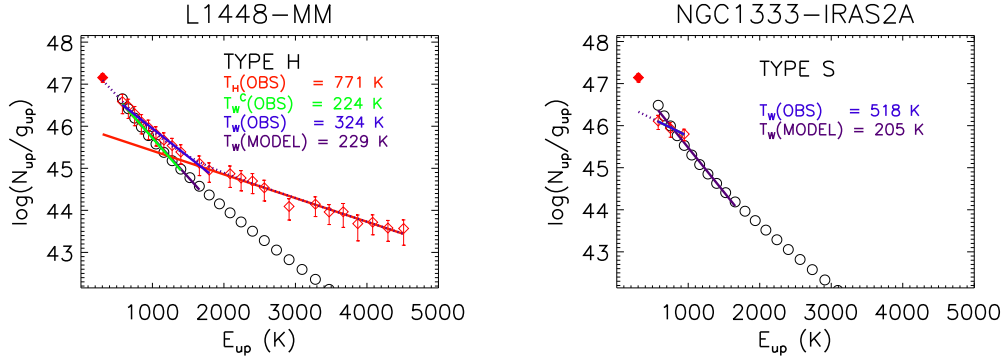 L1448−MM
TYPE H
T_H(OBS) = 771 K
T_W^C(OBS) = 224 K
T_W(OBS) = 324 K
T_W(MODEL) = 229 K
log(N_up/g_up)
48
47
46
45
44
43
0 1000 2000 3000 4000 5000
E_up (K)
NGC1333−IRAS2A
TYPE S
T_W(OBS) = 518 K
T_W(MODEL) = 205 K
log(N_up/g_up)
48
47
46
45
44
43
0 1000 2000 3000 4000 5000
E_up (K)